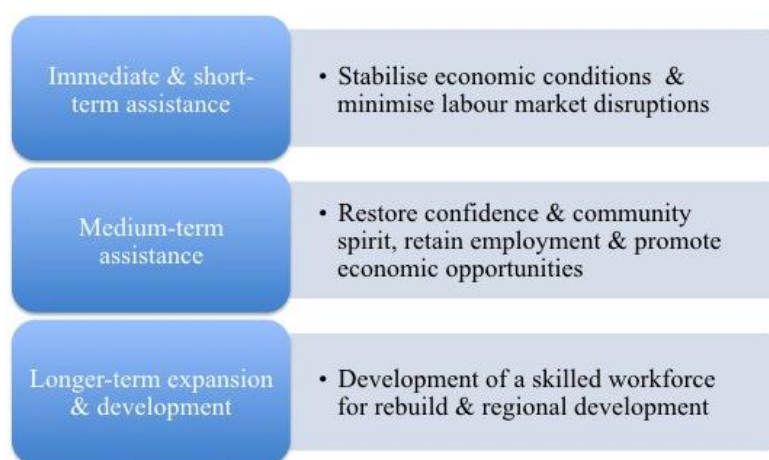 Immediate & short-
term assistance
• Stabilise economic conditions &
minimise labour market disruptions
Medium-term
assistance
• Restore confidence & community
spirit, retain employment & promote
economic opportunities
Longer-term expansion
& development
• Development of a skilled workforce
for rebuild & regional development